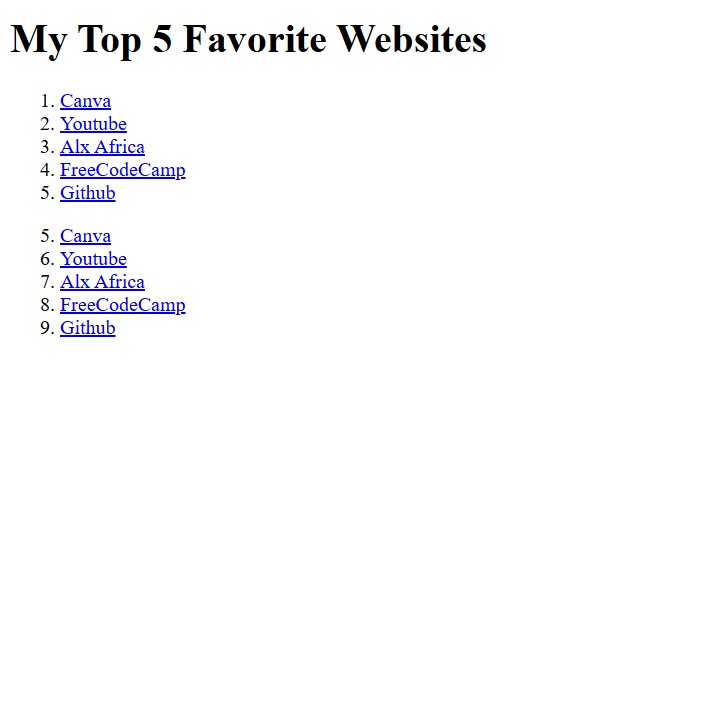 My Top 5 Favorite Websites
1. Canva
2. Youtube
3. Alx Africa
4. FreeCodeCamp
5. Github
5. Canva
6. Youtube
7. Alx Africa
8. FreeCodeCamp
9. Github